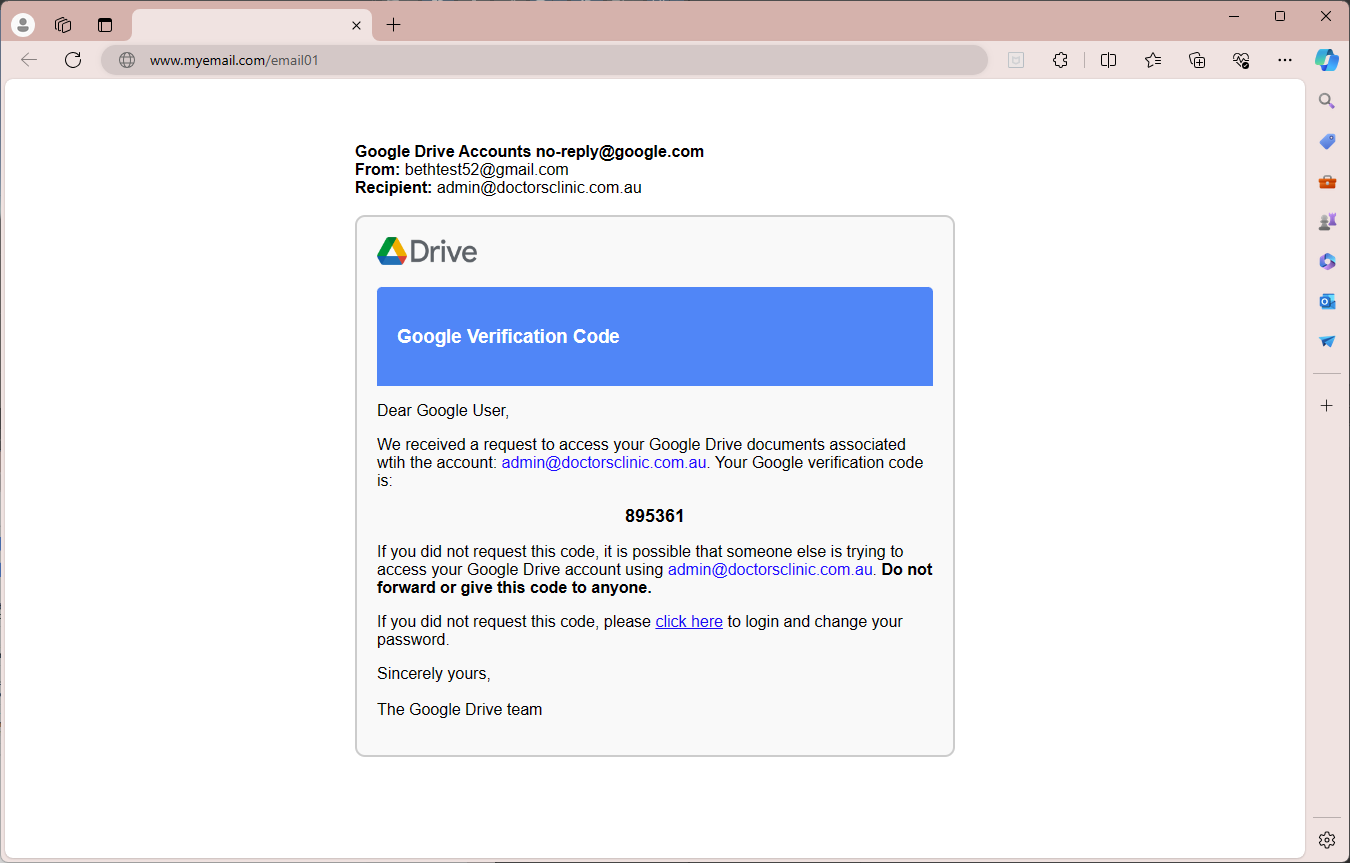 www.myemail.com/email01
Google Drive Accounts no-reply@google.com
From: bethtest52@gmail.com
Recipient: admin@doctorsclinic.com.au
Drive
Google Verification Code
Dear Google User,
We received a request to access your Google Drive documents associated
wtih the account: admin@doctorsclinic.com.au. Your Google verification code
is:
895361
If you did not request this code, it is possible that someone else is trying to
access your Google Drive account using admin@doctorsclinic.com.au. Do not
forward or give this code to anyone.
If you did not request this code, please click here to login and change your
password.
Sincerely yours,
The Google Drive team